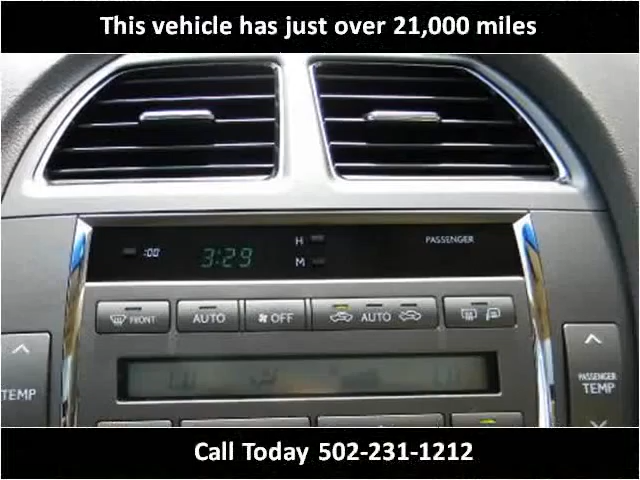 This vehicle has just over 21,000 miles
:00 3:29 H PASSENGER
M
FRONT AUTO OFF AUTO
TEMP PASSENGER
TEMP
Call Today 502-231-1212